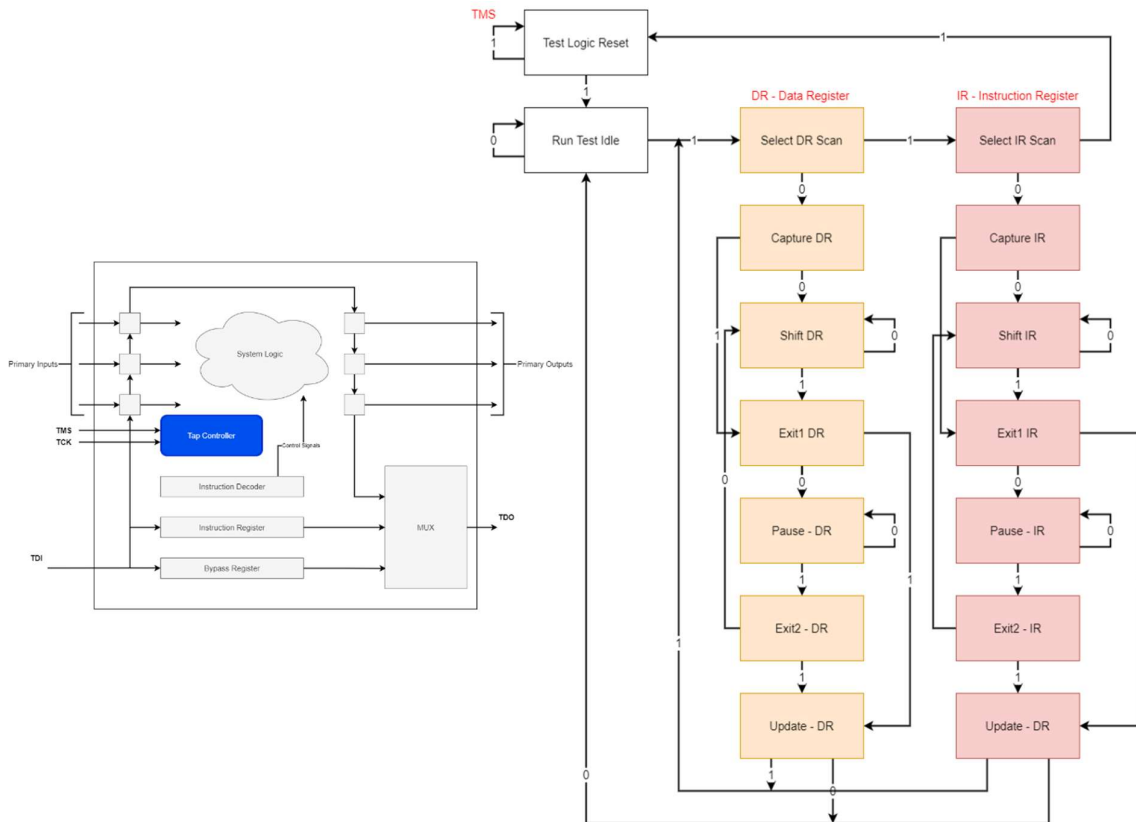 TMS
1
Test Logic Reset
1
1
DR - Data Register
IR - Instruction Register
0
Run Test Idle
1
Select DR Scan
1
Select IR Scan
0
0
Capture DR
Capture IR
0
0
1
Shift DR
0
Shift IR
0
1
1
Exit1 DR
Exit1 IR
0
0
0
Pause - DR
0
Pause - IR
0
1
1
1
Exit2 - DR
Exit2 - IR
1
1
1
Update - DR
Update - DR
1
0
0
Primary Inputs
System Logic
Primary Outputs
TMS
TCK
Tap Controller
Control Signals
Instruction Decoder
Instruction Register
MUX
TDO
TDI
Bypass Register